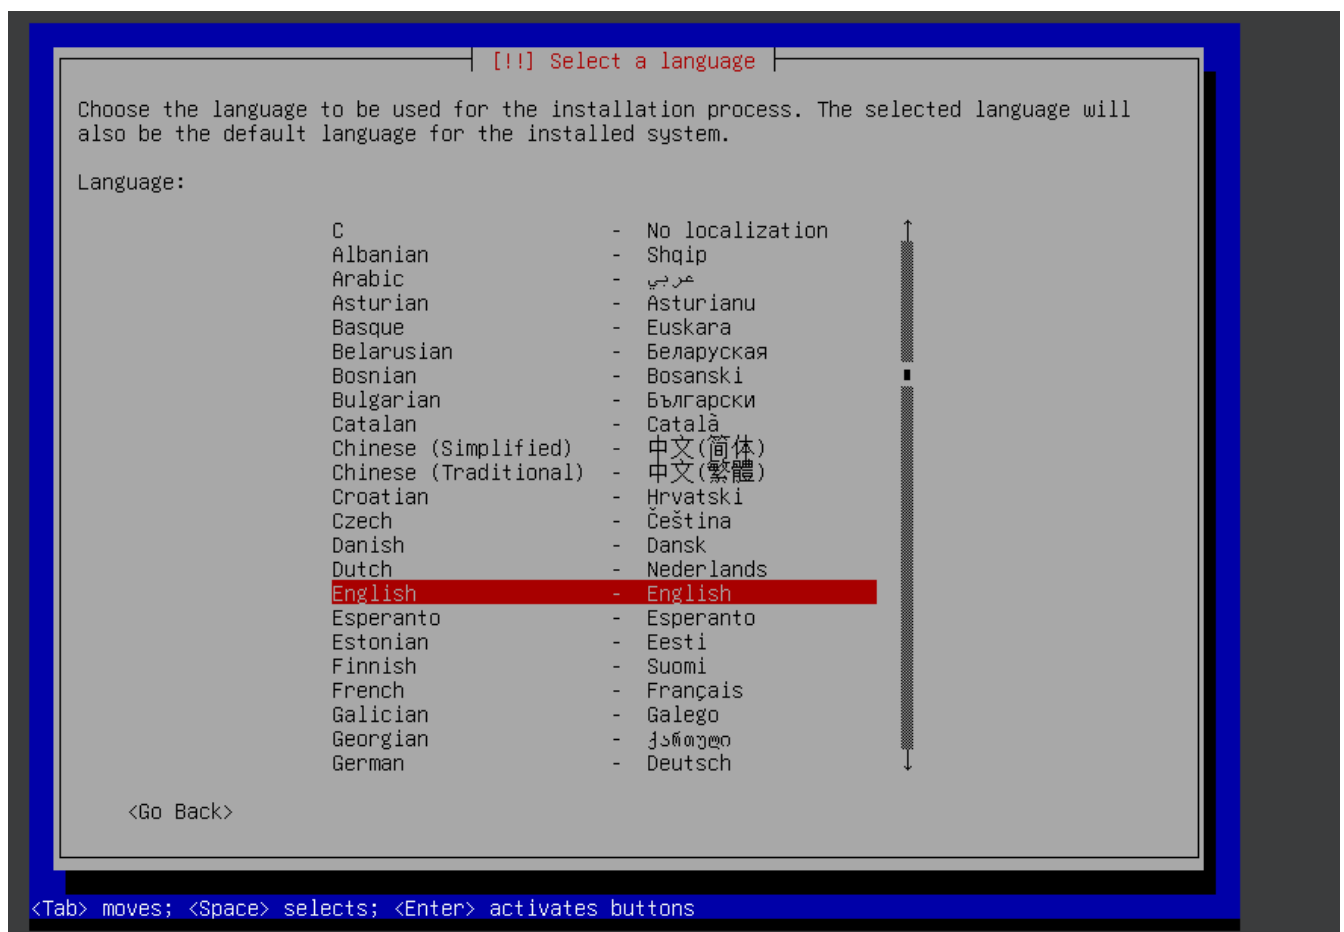 [!!] Select a language
Choose the language to be used for the installation process. The selected language will
also be the default language for the installed system.
Language:
C - No localization
Albanian - Shqip
Arabic - عربي
Asturian - Asturianu
Basque - Euskara
Belarusian - Беларуская
Bosnian - Bosanski
Bulgarian - Български
Catalan - Català
Chinese (Simplified) - 中文(简体)
Chinese (Traditional) - 中文(繁體)
Croatian - Hrvatski
Czech - Čeština
Danish - Dansk
Dutch - Nederlands
English - English
Esperanto - Esperanto
Estonian - Eesti
Finnish - Suomi
French - Français
Galician - Galego
Georgian - ქართული
German - Deutsch
<Go Back>
<Tab> moves; <Space> selects; <Enter> activates buttons